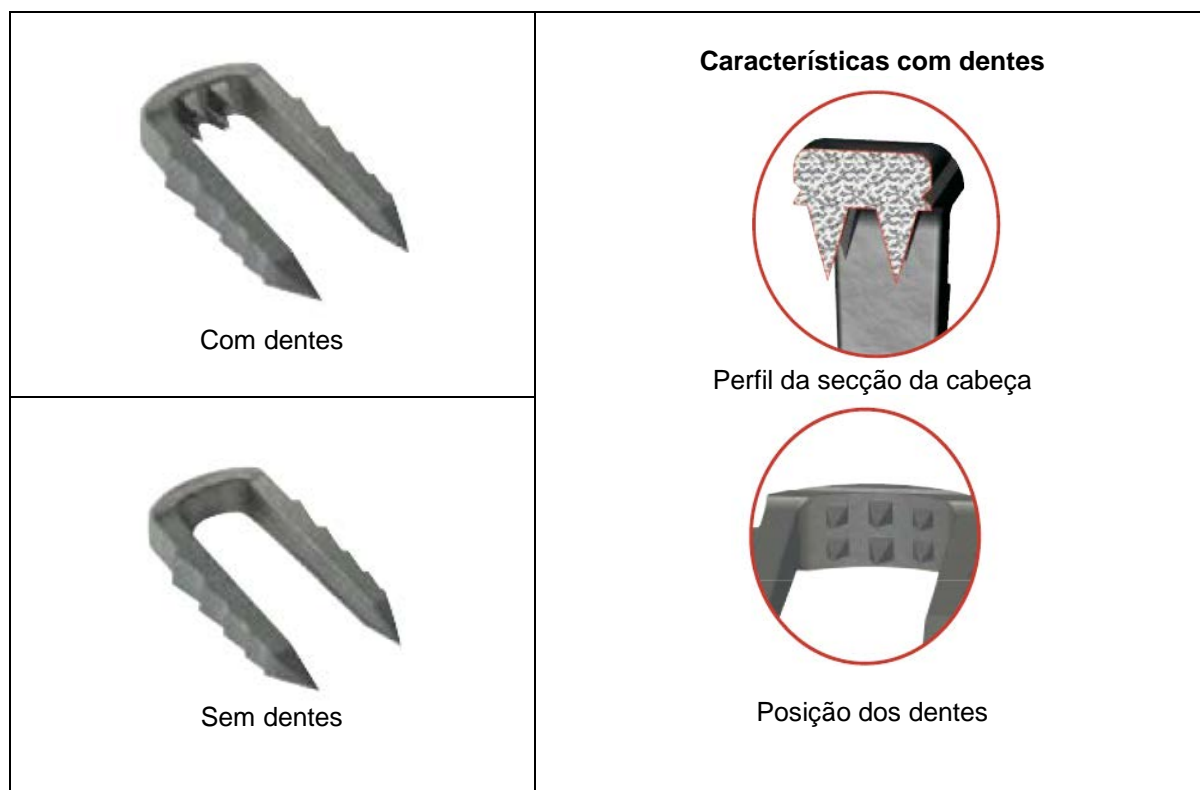 Com dentes
Sem dentes
Características com dentes
Perfil da secção da cabeça
Posição dos dentes